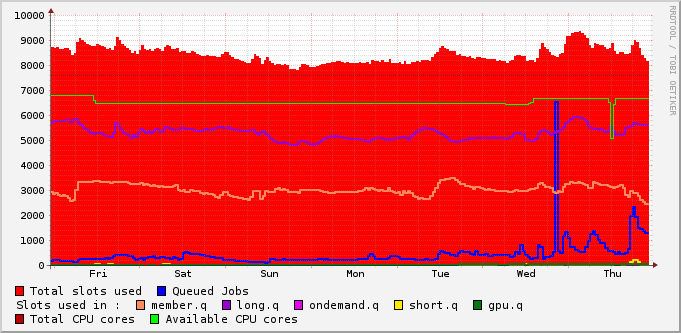 10000
9000
8000
7000
6000
5000
4000
3000
2000
1000
0
Fri Sat Sun Mon Tue Wed Thu
RRDTOOL / TOBI OETIKER
Total slots used Queued Jobs
Slots used in : member.q long.q ondemand.q short.q gpu.q
Total CPU cores Available CPU cores